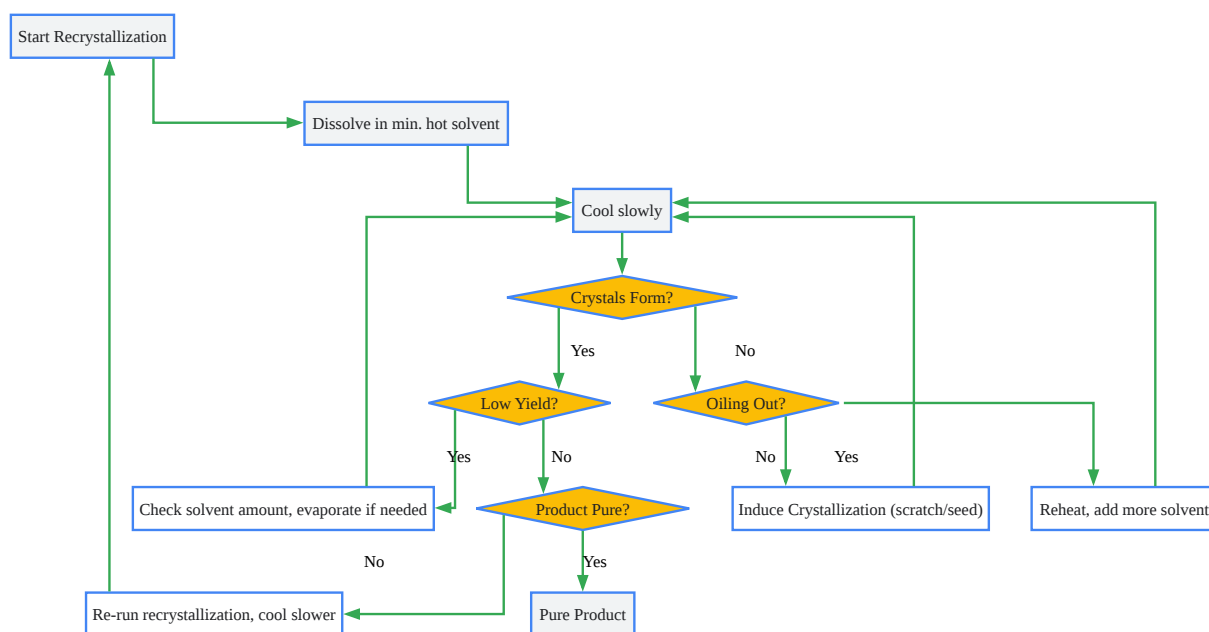 Start Recrystallization
Dissolve in min. hot solvent
Cool slowly
Crystals Form?
Yes
No
Low Yield?
Oiling Out?
Yes
No
No
Yes
Check solvent amount, evaporate if needed
Product Pure?
Induce Crystallization (scratch/seed)
Reheat, add more solvent
No
Yes
Re-run recrystallization, cool slower
Pure Product